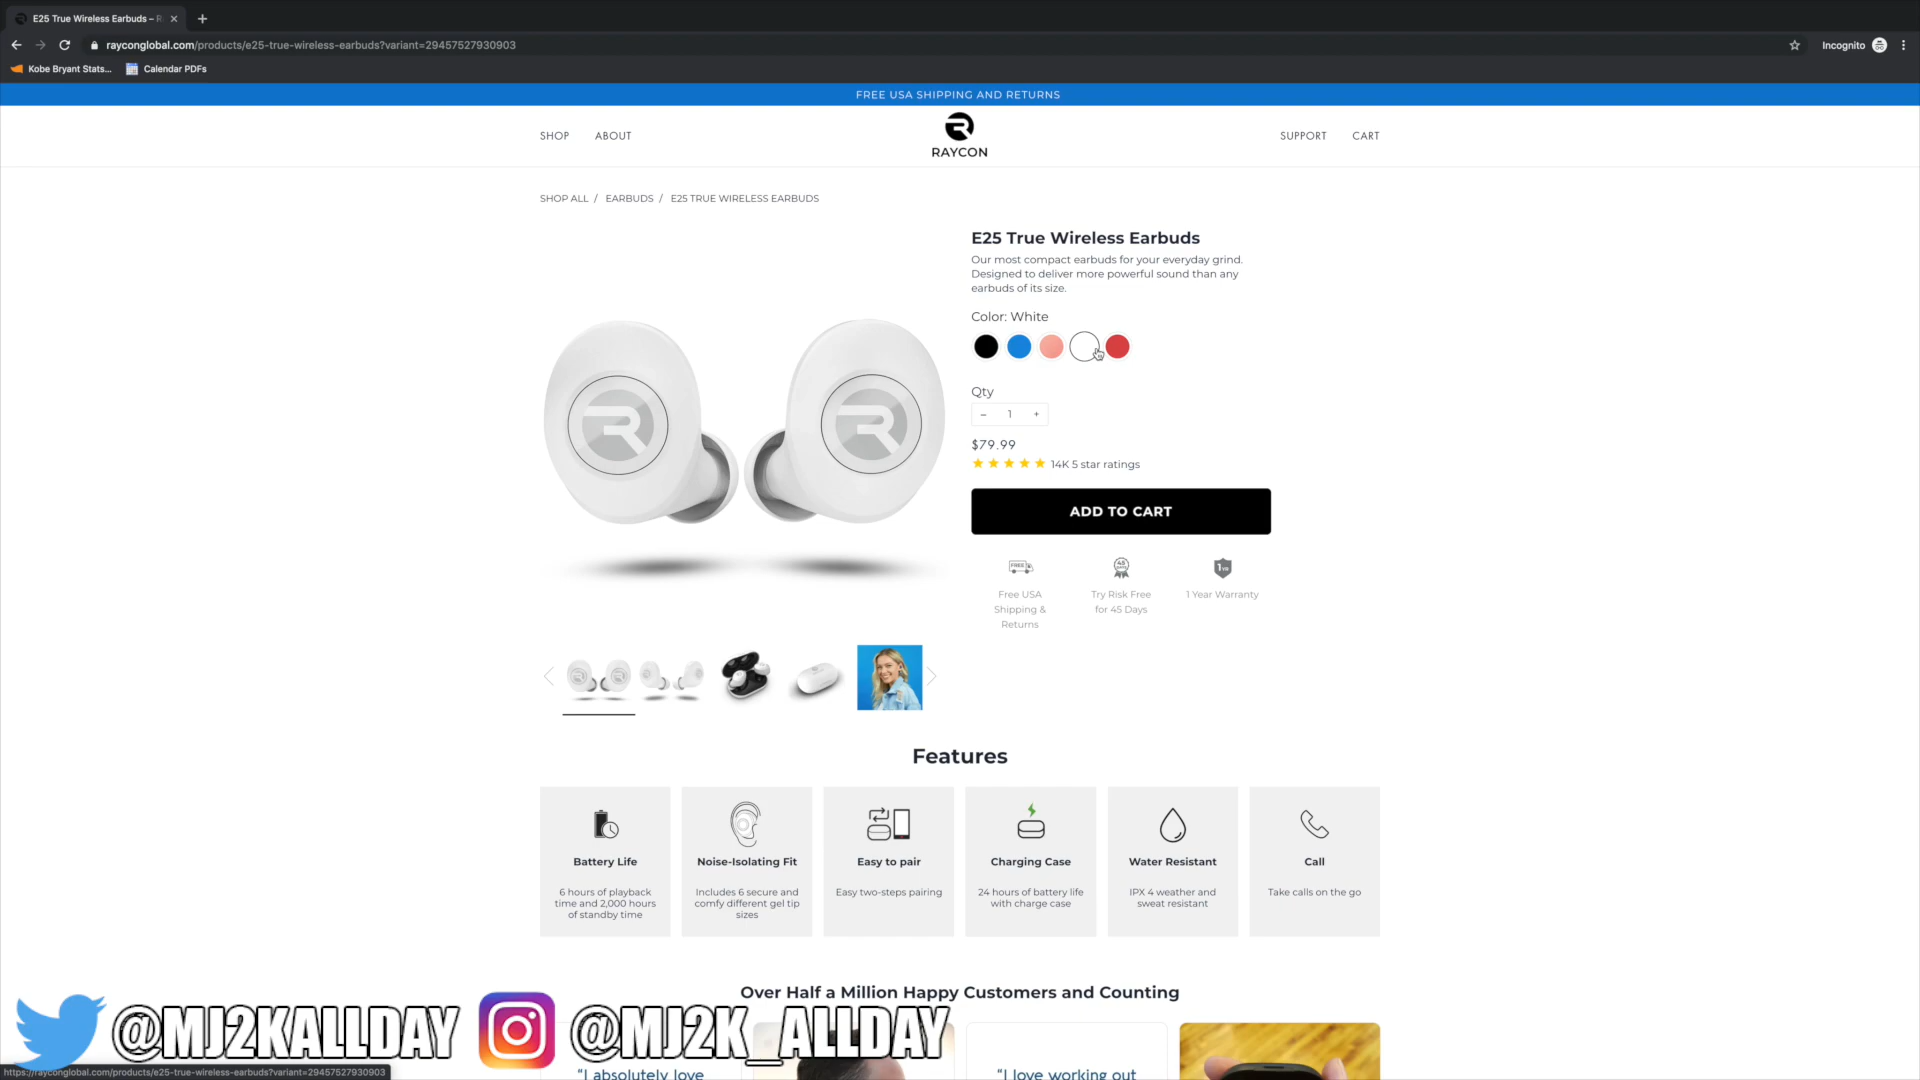 E25 True Wireless Earbuds – R
rayconglobal.com/products/e25-true-wireless-earbuds?variant=29457527930903
Incognito
Kobe Bryant Stats...
Calendar PDFs
FREE USA SHIPPING AND RETURNS
SHOP
ABOUT
RAYCON
SUPPORT
CART
SHOP ALL / EARBUDS / E25 TRUE WIRELESS EARBUDS
E25 True Wireless Earbuds
Our most compact earbuds for your everyday grind.
Designed to deliver more powerful sound than any
earbuds of its size.
Color: White
Qty
– 1 +
$79.99
14K 5 star ratings
ADD TO CART
FREE
45
DAYS
1YR
Free USA
Shipping &
Returns
Try Risk Free
for 45 Days
1 Year Warranty
Features
Battery Life
6 hours of playback
time and 2,000 hours
of standby time
Noise-Isolating Fit
Includes 6 secure and
comfy different gel tip
sizes
Easy to pair
Easy two-steps pairing
Charging Case
24 hours of battery life
with charge case
Water Resistant
IPX 4 weather and
sweat resistant
Call
Take calls on the go
Over Half a Million Happy Customers and Counting
@MJ2KALLDAY
@MJ2K_ALLDAY
"I absolutely love
"I love working out
https://rayconglobal.com/products/e25-true-wireless-earbuds?variant=29457527930903